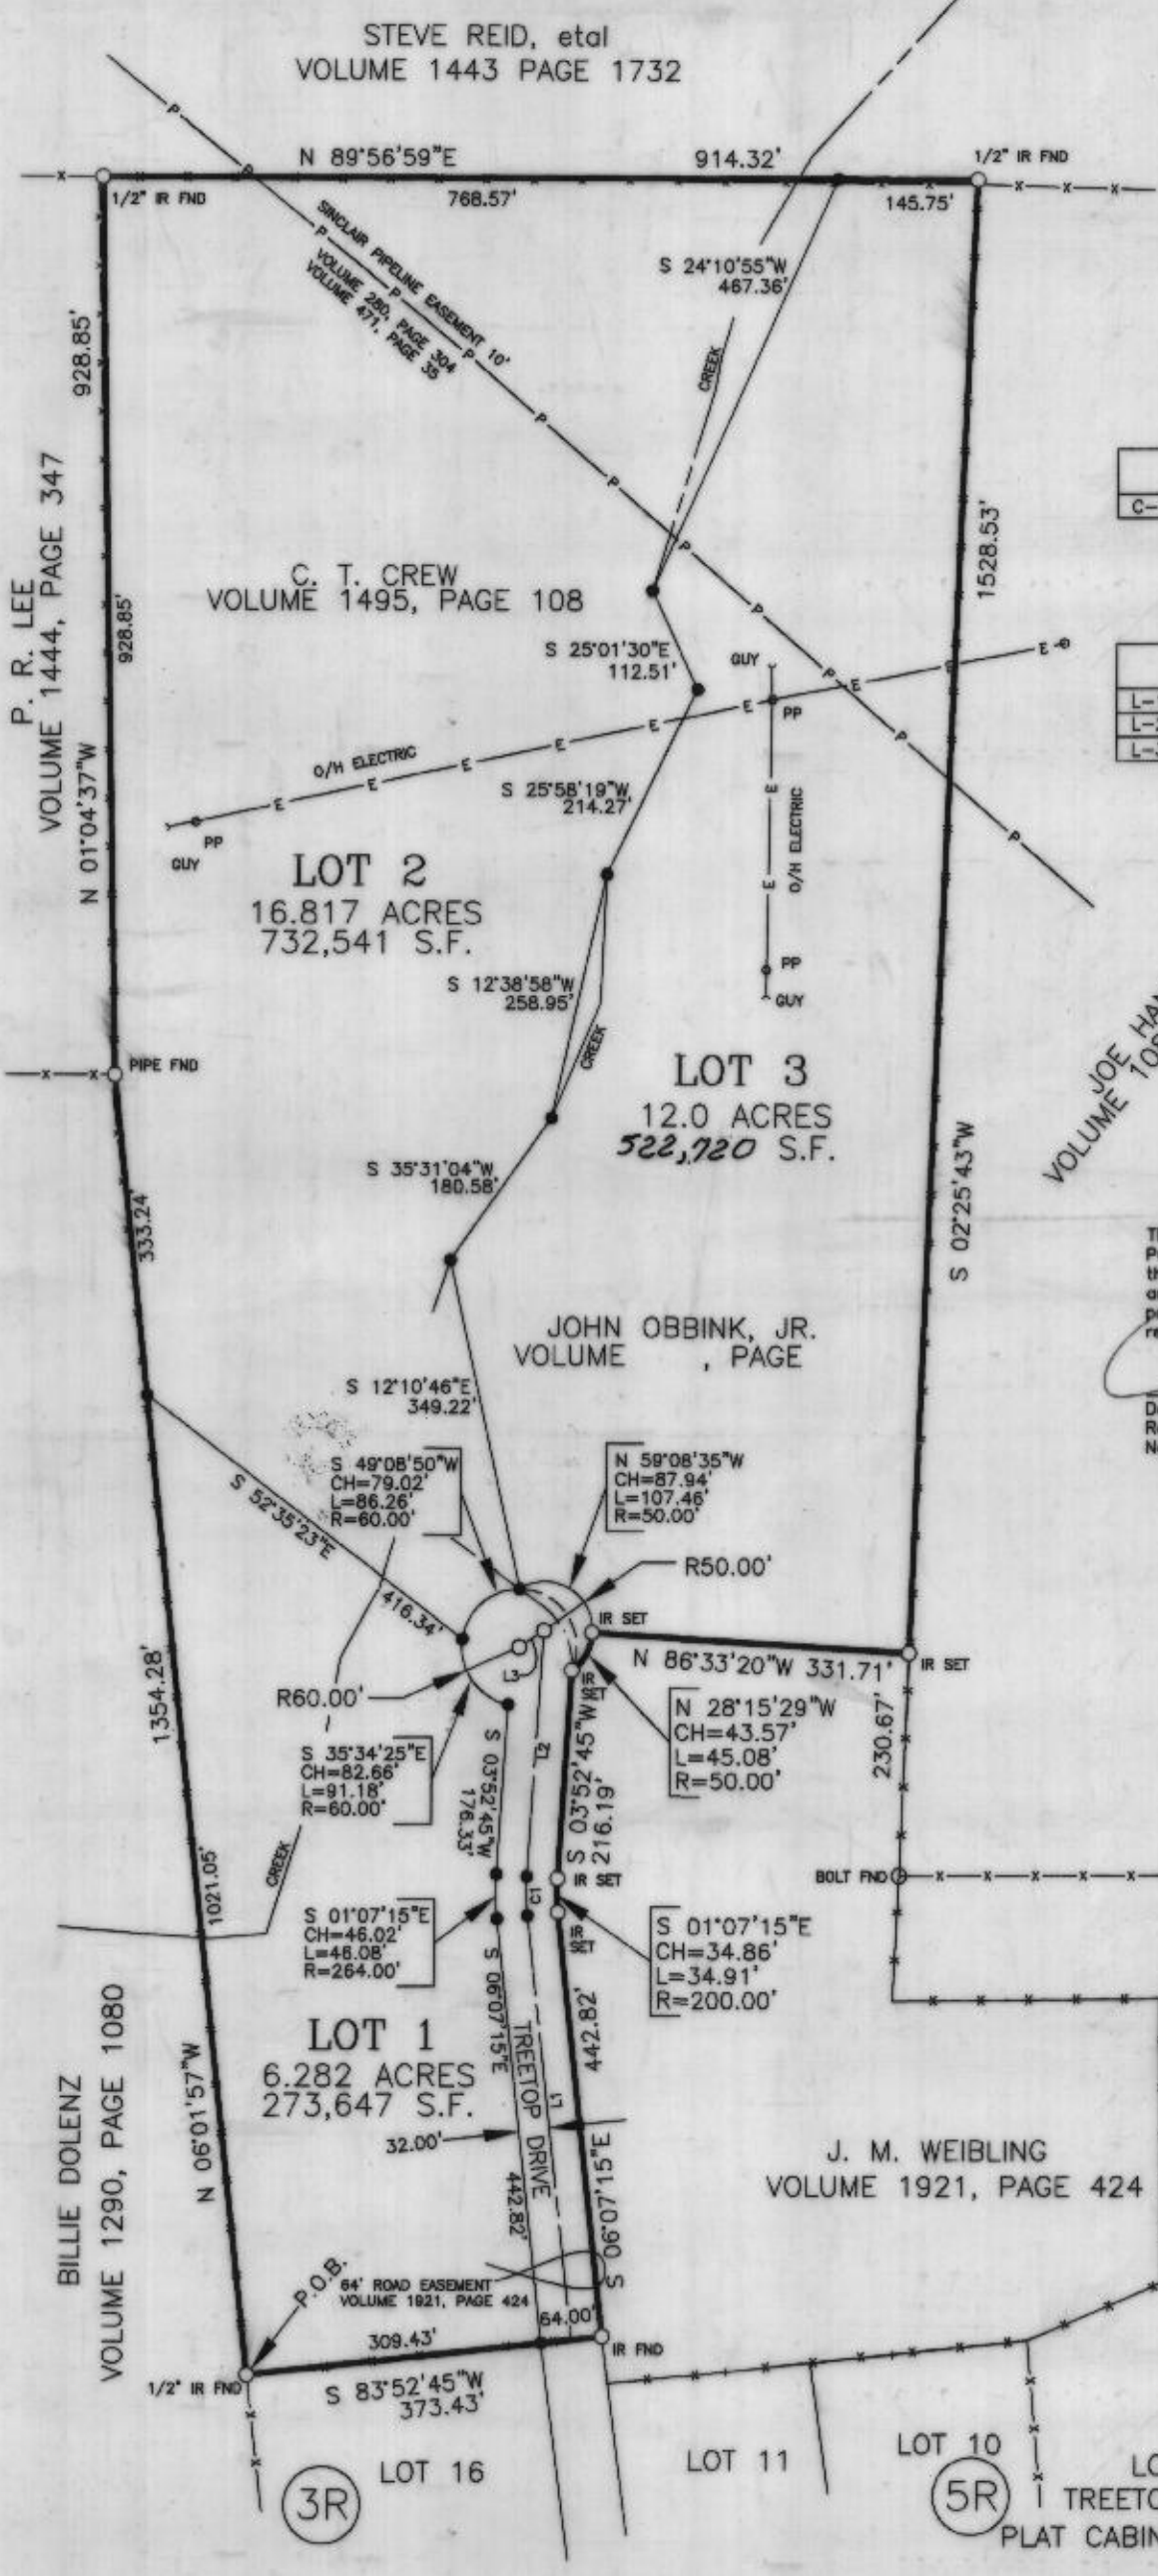 STEVE REID, etal
VOLUME 1443 PAGE 1732
N 89°56'59"E
914.32'
1/2" IR FND
1/2" IR FND
768.57'
145.75'
SINCLAIR PIPELINE EASEMENT 10'
VOLUME 280, PAGE 304
VOLUME 471, PAGE 35
S 24°10'55"W
467.36'
CREEK
928.85'
P. R. LEE
VOLUME 1444, PAGE 347
928.85'
N 01°04'37"W
C. T. CREW
VOLUME 1495, PAGE 108
1528.53'
C-
S 25°01'30"E
112.51'
GUY
PP
L-
L-
L-
O/H ELECTRIC
PP
GUY
S 25°58'19"W
214.27'
O/H ELECTRIC
PP
GUY
LOT 2
16.817 ACRES
732,541 S.F.
S 12°38'58"W
258.95'
CREEK
PIPE FND
LOT 3
12.0 ACRES
522,720 S.F.
JOE
VOLUME
S 02°25'43"W
S 35°31'04"W
180.58'
333.24'
JOHN OBBINK, JR.
VOLUME , PAGE
S 12°10'46"E
349.22'
S 49°08'50"W
CH=79.02'
L=86.26'
R=60.00'
N 59°08'35"W
CH=87.94'
L=107.46'
R=50.00'
S 52°35'23"E
416.34'
R50.00'
IR SET
N 86°33'20"W 331.71'
IR SET
IR SET
L3
R60.00'
1354.28'
S 03°52'45"W
176.33'
L2
S 03°52'45"W
216.19'
N 28°15'29"W
CH=43.57'
L=45.08'
R=50.00'
230.67'
S 35°34'25"E
CH=82.66'
L=91.18'
R=60.00'
1021.05'
CREEK
IR SET
BOLT FND
S 01°07'15"E
CH=46.02'
L=46.08'
R=264.00'
IR SET
S 01°07'15"E
CH=34.86'
L=34.91'
R=200.00'
S 06°07'15"E
442.82'
LOT 1
6.282 ACRES
273,647 S.F.
TREETOP DRIVE
L1
32.00'
BILLIE DOLENZ
VOLUME 1290, PAGE 1080
N 06°01'57"W
442.82'
S 06°07'15"E
J. M. WEIBLING
VOLUME 1921, PAGE 424
P.O.B.
64' ROAD EASEMENT
VOLUME 1921, PAGE 424
64.00'
309.43'
IR FND
1/2" IR FND
S 83°52'45"W
373.43'
LOT 16
3R
LOT 11
LOT 10
5R
TREETO
PLAT CABIN